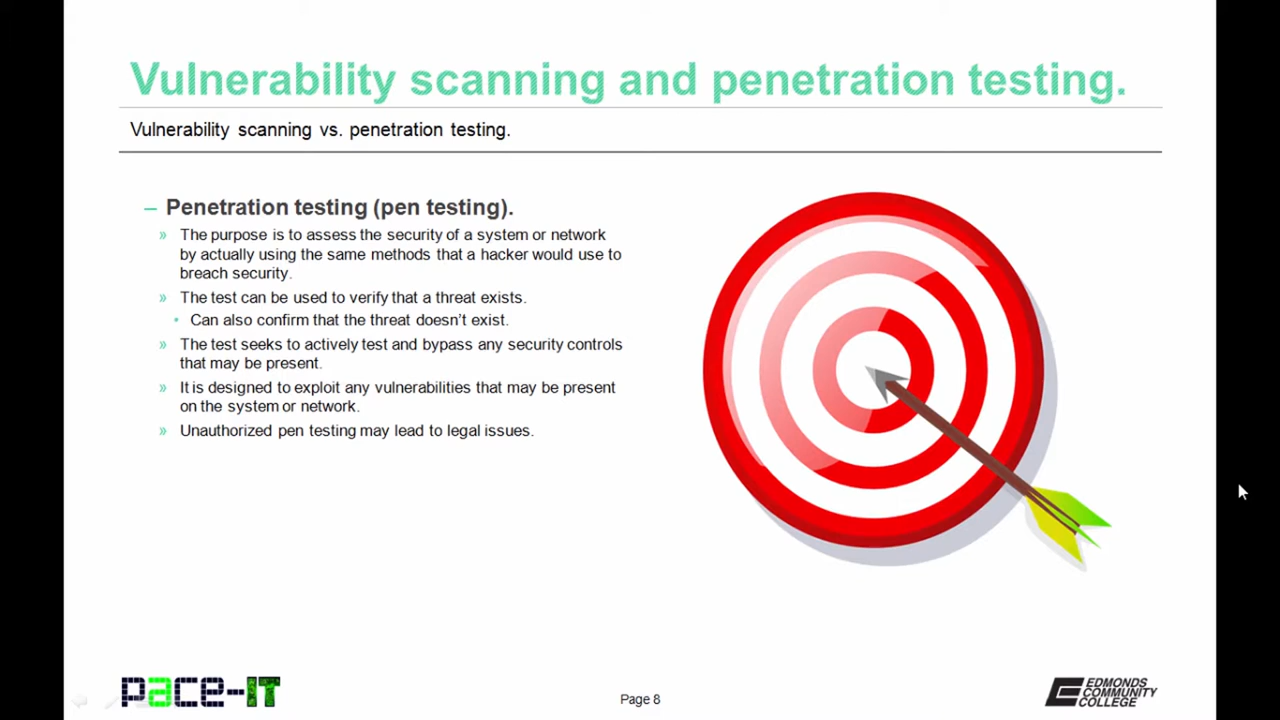 Vulnerability scanning and penetration testing.
Vulnerability scanning vs. penetration testing.
– Penetration testing (pen testing).
» The purpose is to assess the security of a system or network
by actually using the same methods that a hacker would use to
breach security.
» The test can be used to verify that a threat exists.
• Can also confirm that the threat doesn’t exist.
» The test seeks to actively test and bypass any security controls
that may be present.
» It is designed to exploit any vulnerabilities that may be present
on the system or network.
» Unauthorized pen testing may lead to legal issues.
pace-IT
Page 8
EDMONDS
COMMUNITY
COLLEGE